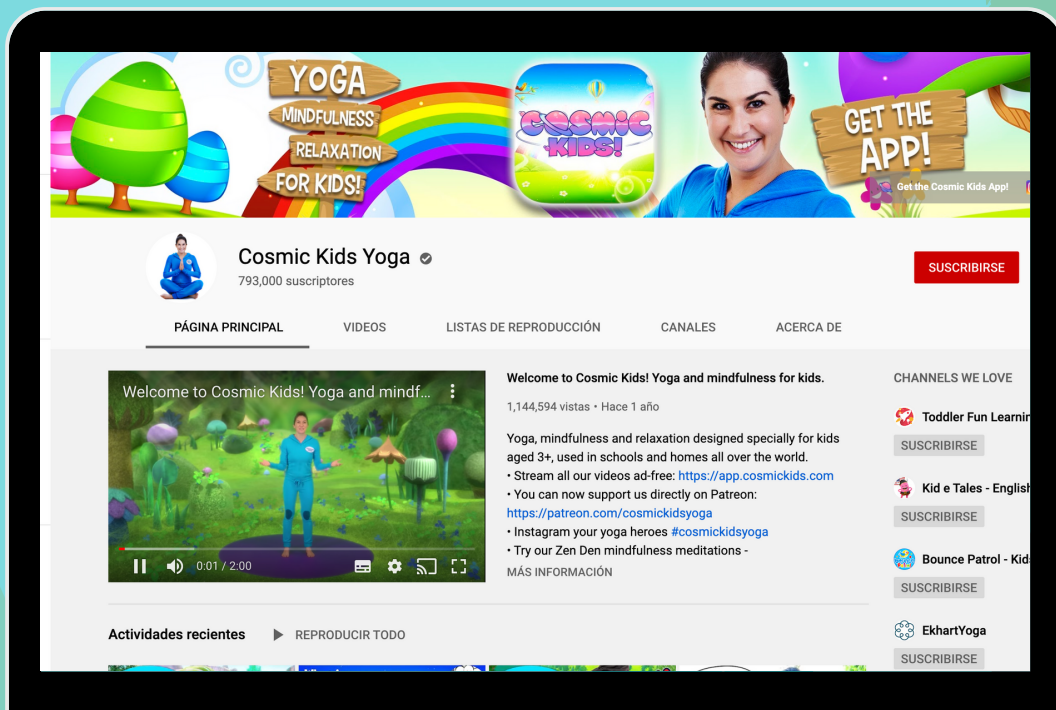 YOGA
MINDFULNESS
RELAXATION
FOR KIDS!
COSMIC
KIDS!
GET THE
APP!
Get the Cosmic Kids App!
Cosmic Kids Yoga
793,000 suscriptores
SUSCRIBIRSE
PÁGINA PRINCIPAL VIDEOS LISTAS DE REPRODUCCIÓN CANALES ACERCA DE
Welcome to Cosmic Kids! Yoga and mindf...
0:01 / 2:00
Welcome to Cosmic Kids! Yoga and mindfulness for kids.
1,144,594 vistas • Hace 1 año
Yoga, mindfulness and relaxation designed specially for kids
aged 3+, used in schools and homes all over the world.
• Stream all our videos ad-free: https://app.cosmickids.com
• You can now support us directly on Patreon:
https://patreon.com/cosmickidsyoga
• Instagram your yoga heroes #cosmickidsyoga
• Try our Zen Den mindfulness meditations -
MÁS INFORMACIÓN
CHANNELS WE LOVE
Toddler Fun Learnin
SUSCRIBIRSE
Kid e Tales - English
SUSCRIBIRSE
Bounce Patrol - Kid
SUSCRIBIRSE
EkhartYoga
SUSCRIBIRSE
Actividades recientes REPRODUCIR TODO